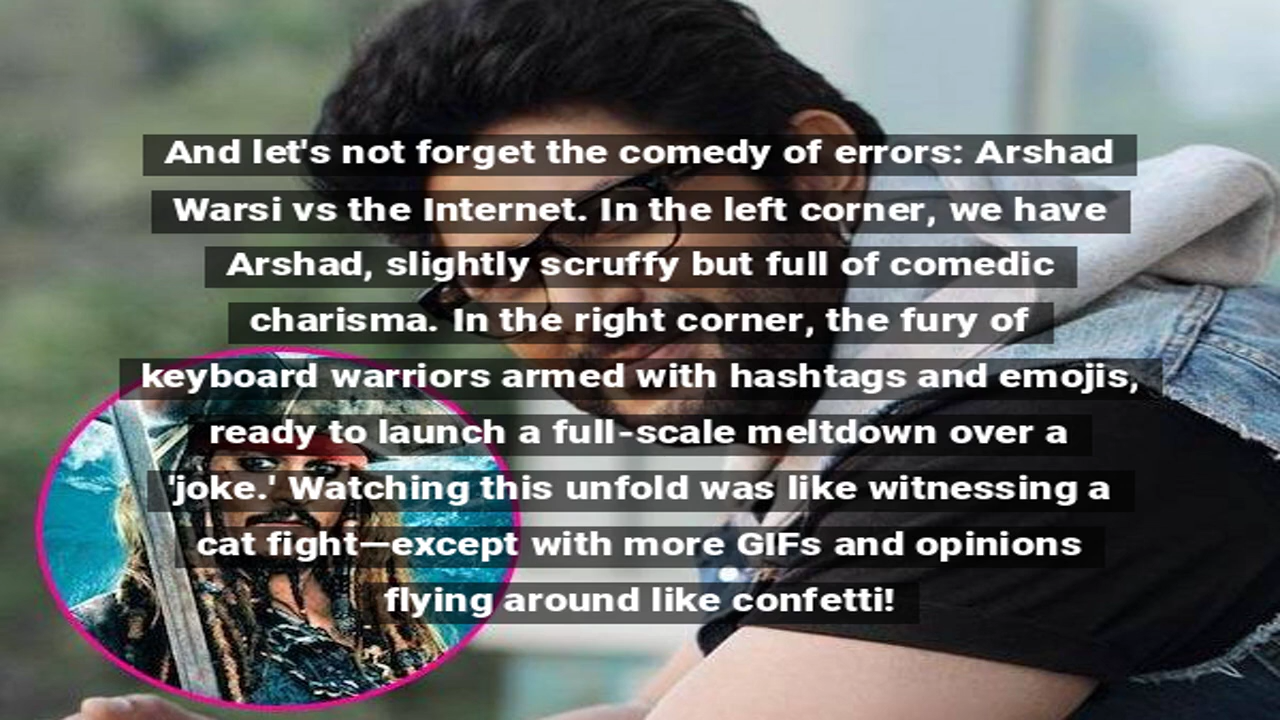 And let's not forget the comedy of errors: Arshad
Warsi vs the Internet. In the left corner, we have
Arshad, slightly scruffy but full of comedic
charisma. In the right corner, the fury of
keyboard warriors armed with hashtags and emojis,
ready to launch a full-scale meltdown over a
'joke.' Watching this unfold was like witnessing a
cat fight—except with more GIFs and opinions
flying around like confetti!